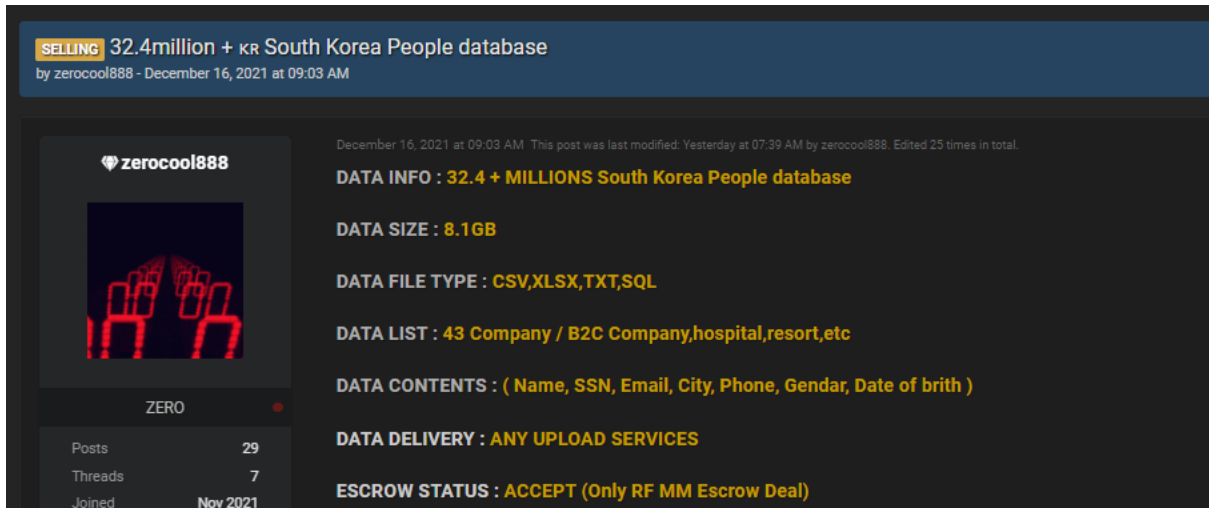 SELLING 32.4million + KR South Korea People database
by zerocool888 - December 16, 2021 at 09:03 AM
zerocool888
ZERO
Posts 29
Threads 7
Joined Nov 2021
December 16, 2021 at 09:03 AM This post was last modified: Yesterday at 07:39 AM by zerocool888. Edited 25 times in total.
DATA INFO : 32.4 + MILLIONS South Korea People database
DATA SIZE : 8.1GB
DATA FILE TYPE : CSV,XLSX,TXT,SQL
DATA LIST : 43 Company / B2C Company,hospital,resort,etc
DATA CONTENTS : ( Name, SSN, Email, City, Phone, Gendar, Date of brith )
DATA DELIVERY : ANY UPLOAD SERVICES
ESCROW STATUS : ACCEPT (Only RF MM Escrow Deal)